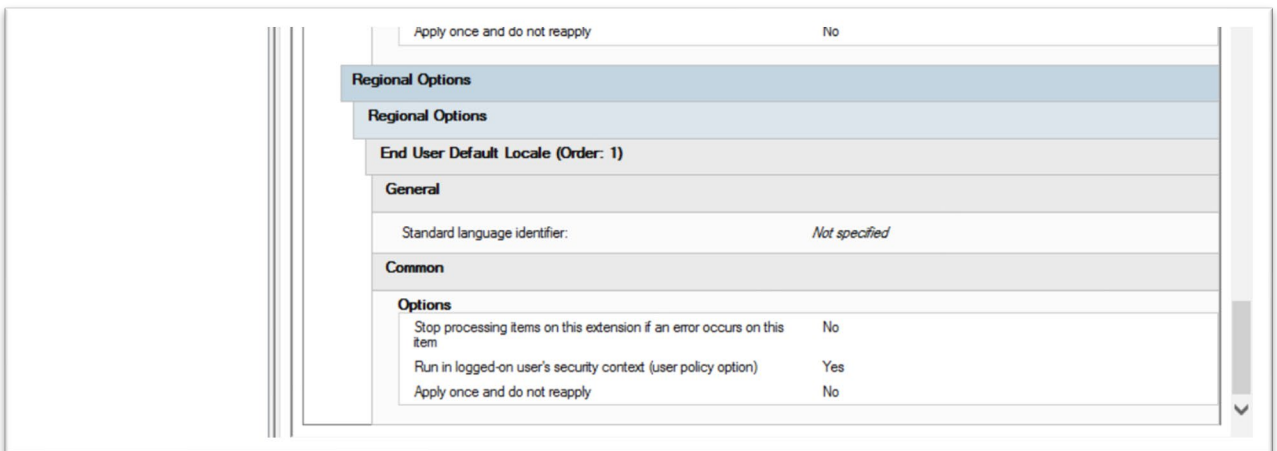 Apply once and do not reapply No
Regional Options
Regional Options
End User Default Locale (Order: 1)
General
Standard language identifier: Not specified
Common
Options
Stop processing items on this extension if an error occurs on this No
item
Run in logged-on user's security context (user policy option) Yes
Apply once and do not reapply No